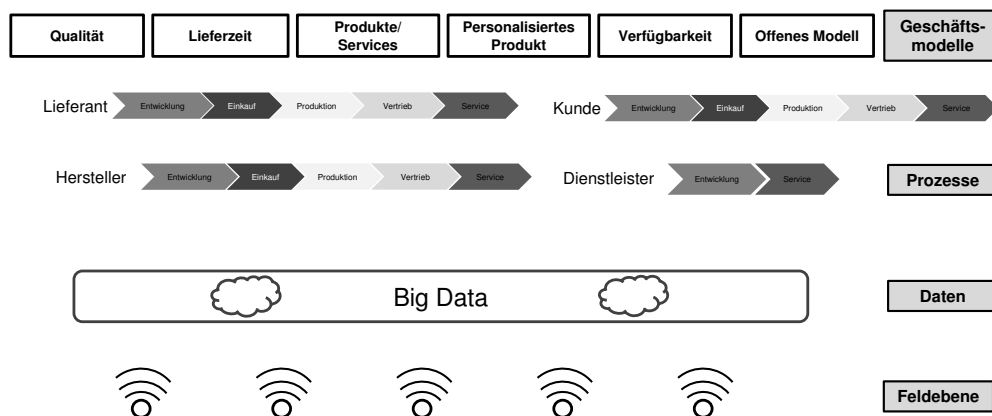 Qualität
Lieferzeit
Produkte/
Services
Personalisiertes
Produkt
Verfügbarkeit
Offenes Modell
Geschäfts-
modelle
Lieferant
Entwicklung
Einkauf
Produktion
Vertrieb
Service
Kunde
Entwicklung
Einkauf
Produktion
Vertrieb
Service
Hersteller
Entwicklung
Einkauf
Produktion
Vertrieb
Service
Dienstleister
Entwicklung
Service
Prozesse
Big Data
Daten
Feldebene